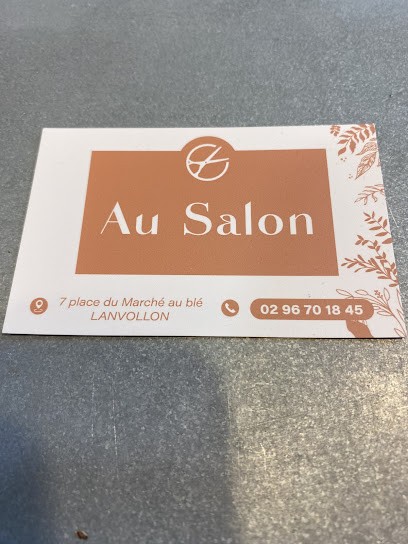 Au Salon
7 place du Marché au blé
LANVOLLON
02 96 70 18 45